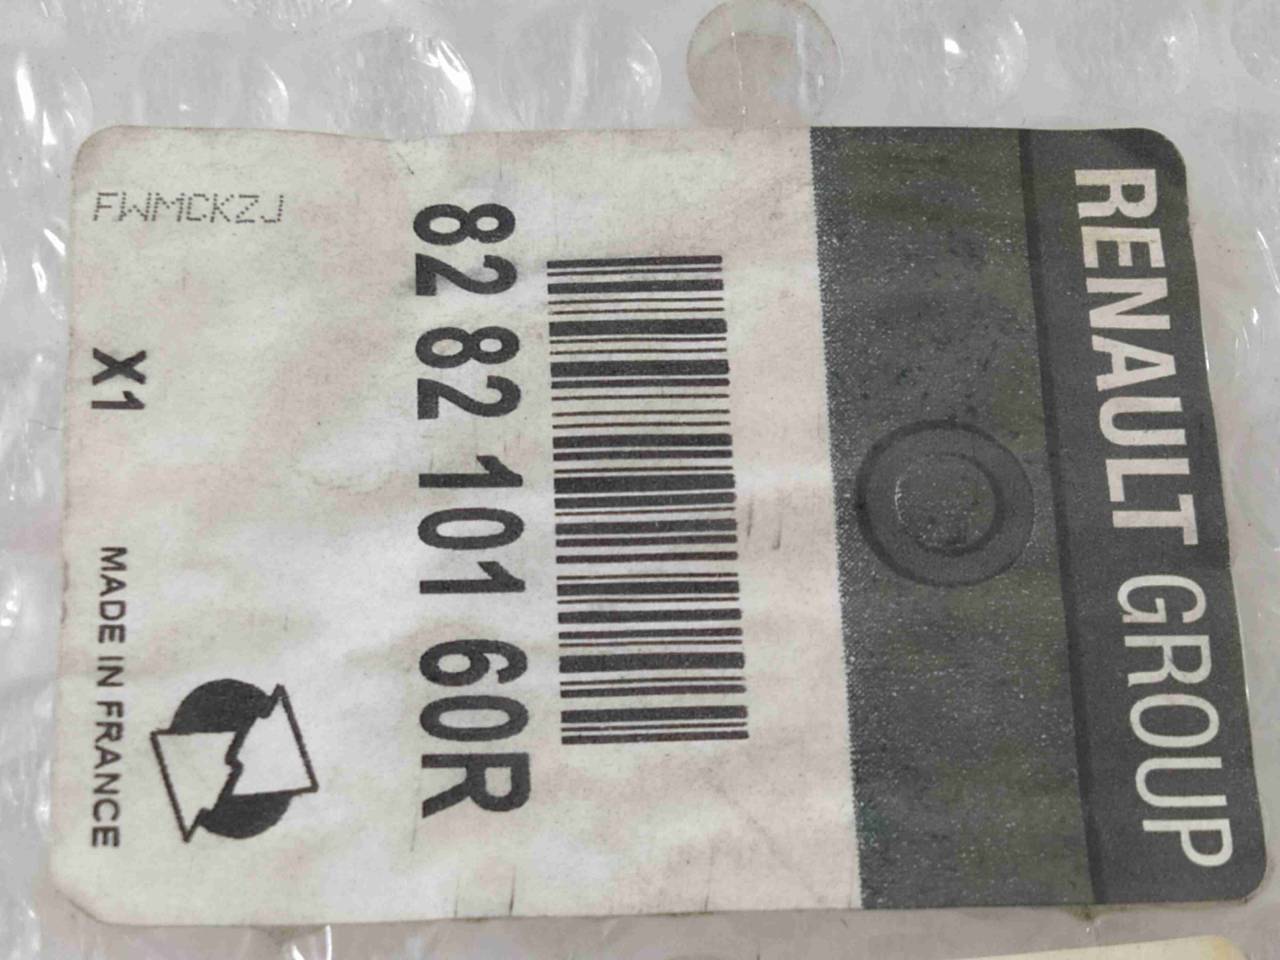 RENAULT GROUP
82 82 101 60R
FWMCKZJ
X1
MADE IN FRANCE